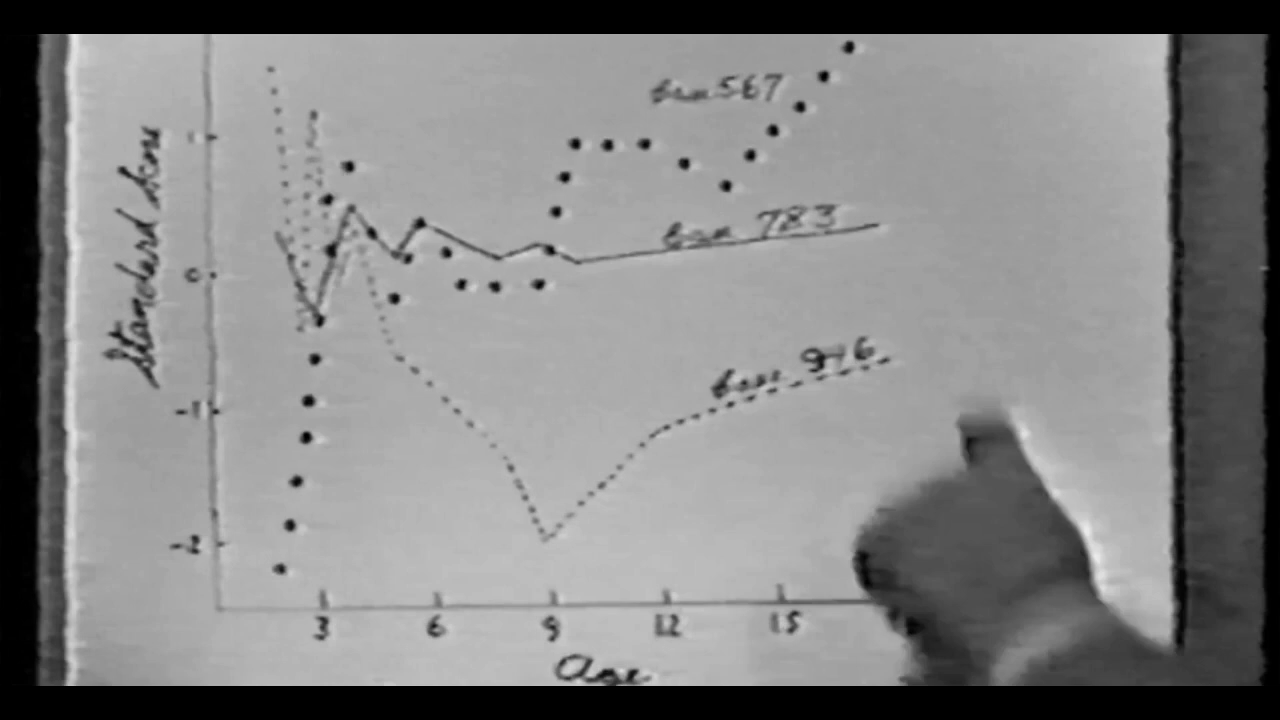 Standard Score
1
0
-1
-2
3 6 9 12 15
Age
Case 567
Case 783
Case 946